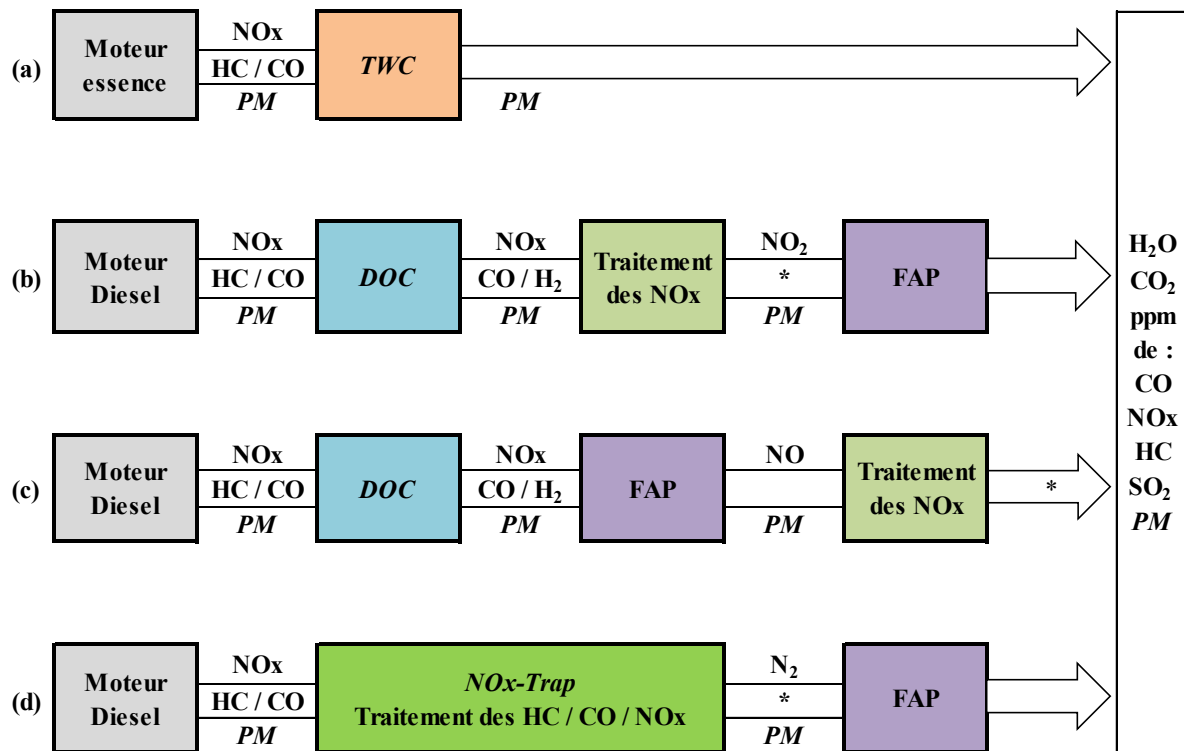 (a)
Moteur
essence
NOx
HC / CO
PM
TWC
PM
(b)
Moteur
Diesel
NOx
HC / CO
PM
DOC
NOx
CO / H2
PM
Traitement
des NOx
NO2
*
PM
FAP
(c)
Moteur
Diesel
NOx
HC / CO
PM
DOC
NOx
CO / H2
PM
FAP
NO
PM
Traitement
des NOx
*
(d)
Moteur
Diesel
NOx
HC / CO
PM
NOx-Trap
Traitement des HC / CO / NOx
N2
*
PM
FAP
H2O
CO2
ppm
de :
CO
NOx
HC
SO2
PM